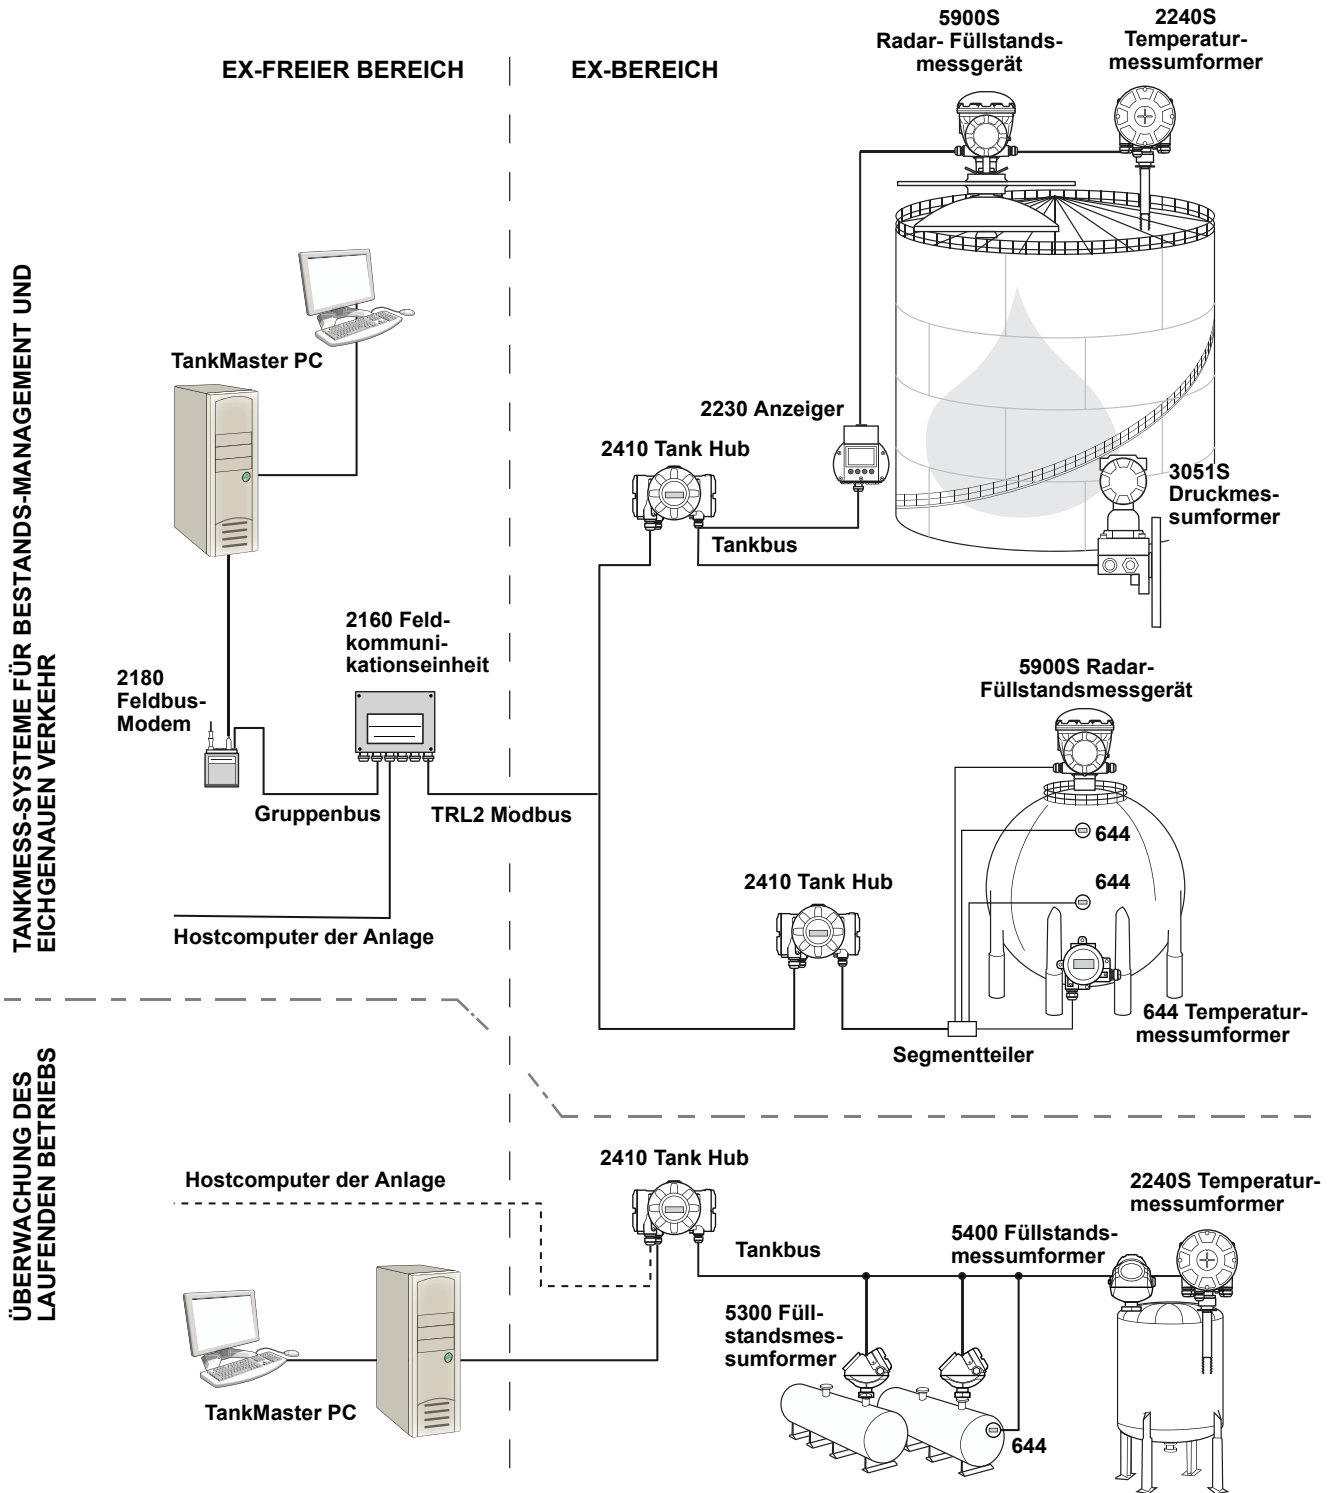 5900S
Radar- Füllstands-
messgerät
2240S
Temperatur-
messumformer
EX-FREIER BEREICH
EX-BEREICH
TANKMESS-SYSTEME FÜR BESTANDS-MANAGEMENT UND
EICHGENAUEN VERKEHR
TankMaster PC
2230 Anzeiger
2410 Tank Hub
3051S
Druckmes-
sumformer
Tankbus
2160 Feld-
kommuni-
kationseinheit
2180
Feldbus-
Modem
5900S Radar-
Füllstandsmessgerät
Gruppenbus
TRL2 Modbus
644
644
2410 Tank Hub
Hostcomputer der Anlage
644 Temperatur-
messumformer
Segmentteiler
ÜBERWACHUNG DES
LAUFENDEN BETRIEBS
Hostcomputer der Anlage
2410 Tank Hub
2240S Temperatur-
messumformer
Tankbus
5400 Füllstands-
messumformer
5300 Füll-
standsmes-
sumformer
TankMaster PC
644